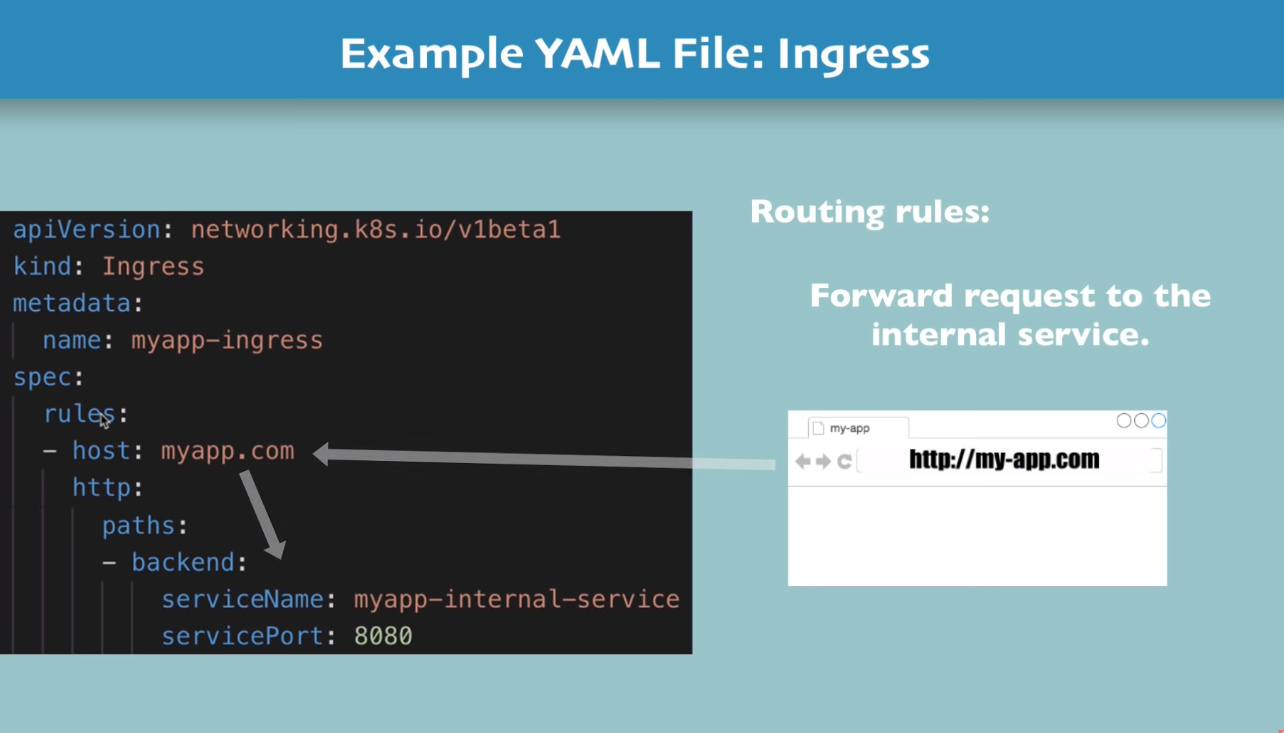 Example YAML File: Ingress
apiVersion: networking.k8s.io/v1beta1
kind: Ingress
metadata:
  name: myapp-ingress
spec:
  rules:
  - host: myapp.com
    http:
      paths:
      - backend:
          serviceName: myapp-internal-service
          servicePort: 8080
Routing rules:
Forward request to the
internal service.
my-app
http://my-app.com